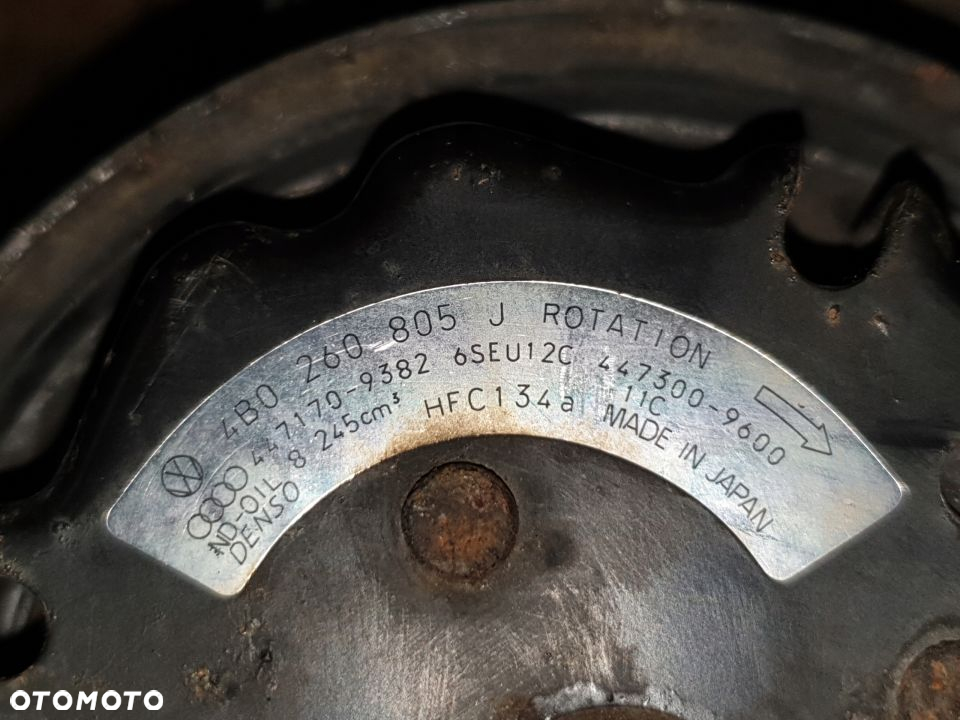 4B0 260 805 J ROTATION
447170-9382 6SEU12C 447300-9600
ND-OIL 8 245cm³ HFC134a 11C
DENSO MADE IN JAPAN
OTOMOTO